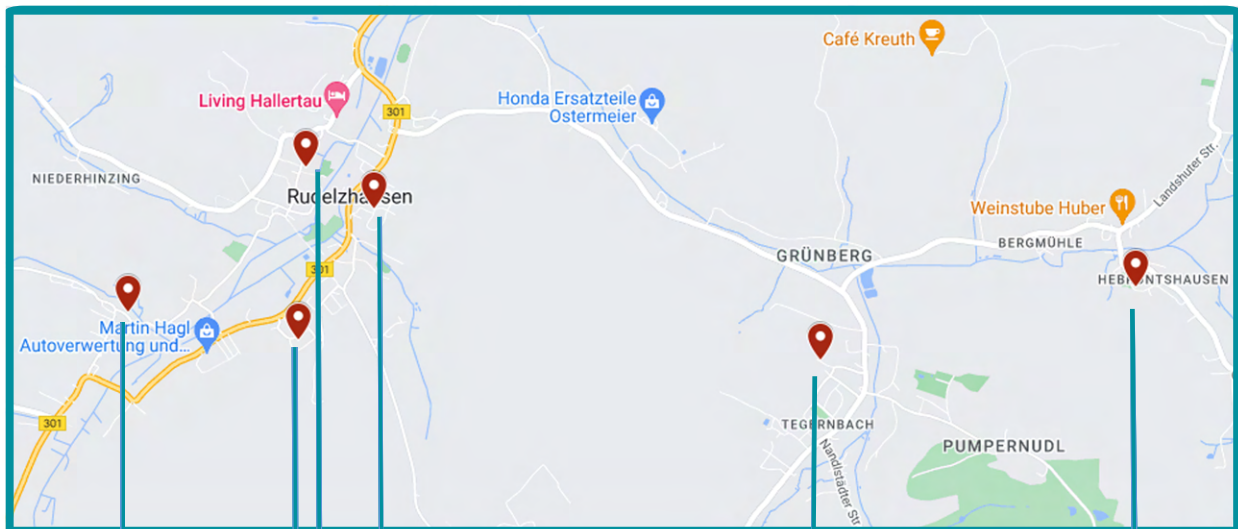 Café Kreuth
Living Hallertau
Honda Ersatzteile
Ostermeier
301
NIEDERHINZING
Landshuter Str.
Rudelzhausen
Weinstube Huber
BERGMÜHLE
GRÜNBERG
301
HEBRONTSHAUSEN
Martin Hagl
Autoverwertung und...
301
TEGERNBACH
Nandlstädter Str
PUMPERNUDL